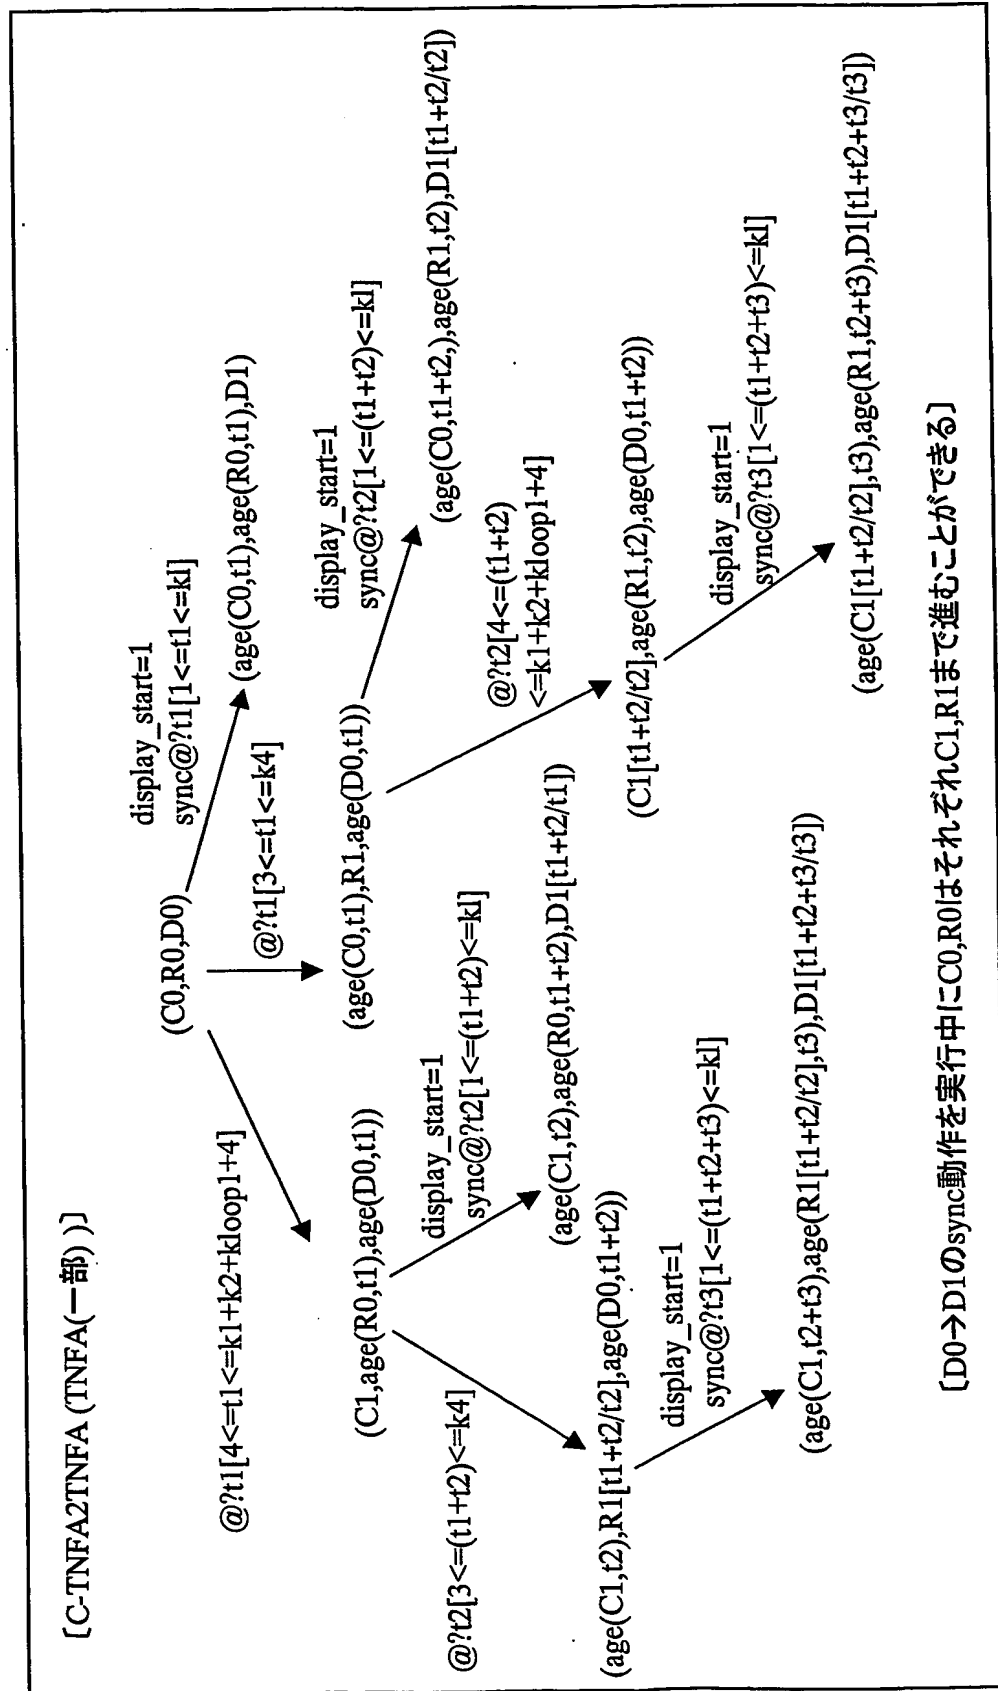 [C-TNFA2TNFA (TNFA(一部) )]
(C0,R0,D0)
display_start=1
sync@?t1[1<=t1<=kl]
@?t1[4<=t1<=k1+k2+kloop1+4]
@?t1[3<=t1<=k4]
(age(C0,t1),age(R0,t1),D1)
(C1,age(R0,t1),age(D0,t1))
(age(C0,t1),R1,age(D0,t1))
display_start=1
sync@?t2[1<=(t1+t2)<=kl]
display_start=1
sync@?t2[1<=(t1+t2)<=kl]
@?t2[3<=(t1+t2)<=k4]
(age(C0,t1+t2,),age(R1,t2),D1[t1+t2/t2]
@?t2[4<=(t1+t2)
<=k1+k2+kloop1+4]
(age(C1,t2),age(R0,t1+t2),D1[t1+t2/t1])
(age(C1,t2),R1[t1+t2/t2],age(D0,t1+t2))
(C1[t1+t2/t2],age(R1,t2),age(D0,t1+t2))
display_start=1
sync@?t3[1<=(t1+t2+t3)<=kl]
display_start=1
sync@?t3[1<=(t1+t2+t3)<=kl]
(age(C1,t2+t3),age(R1[t1+t2/t2],t3),D1[t1+t2+t3/t3])
(age(C1[t1+t2/t2],t3),age(R1,t2+t3),D1[t1+t2+t3/t3])
[D0→D1のsync動作を実行中にC0,R0はそれぞれC1,R1まで進むことができる]